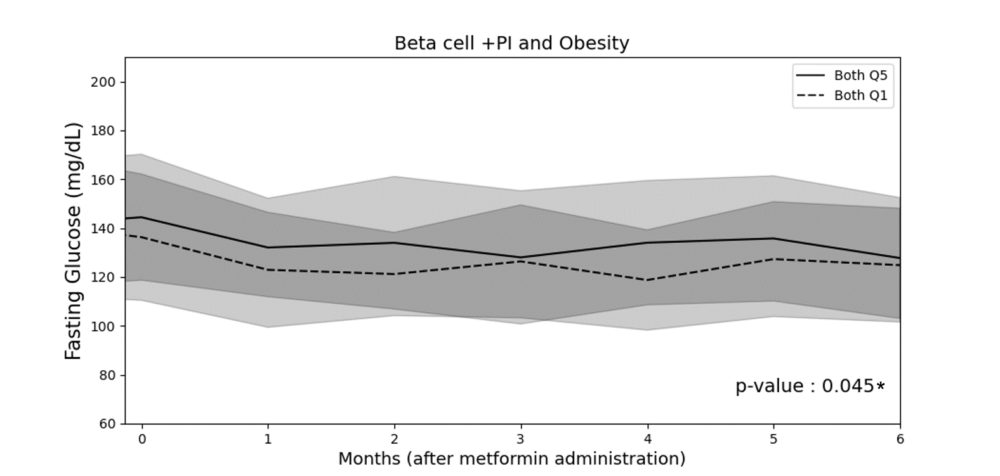 Beta cell +PI and Obesity
Both Q5
Both Q1
Fasting Glucose (mg/dL)
200
180
160
140
120
100
80
60
p-value : 0.045*
0 1 2 3 4 5 6
Months (after metformin administration)